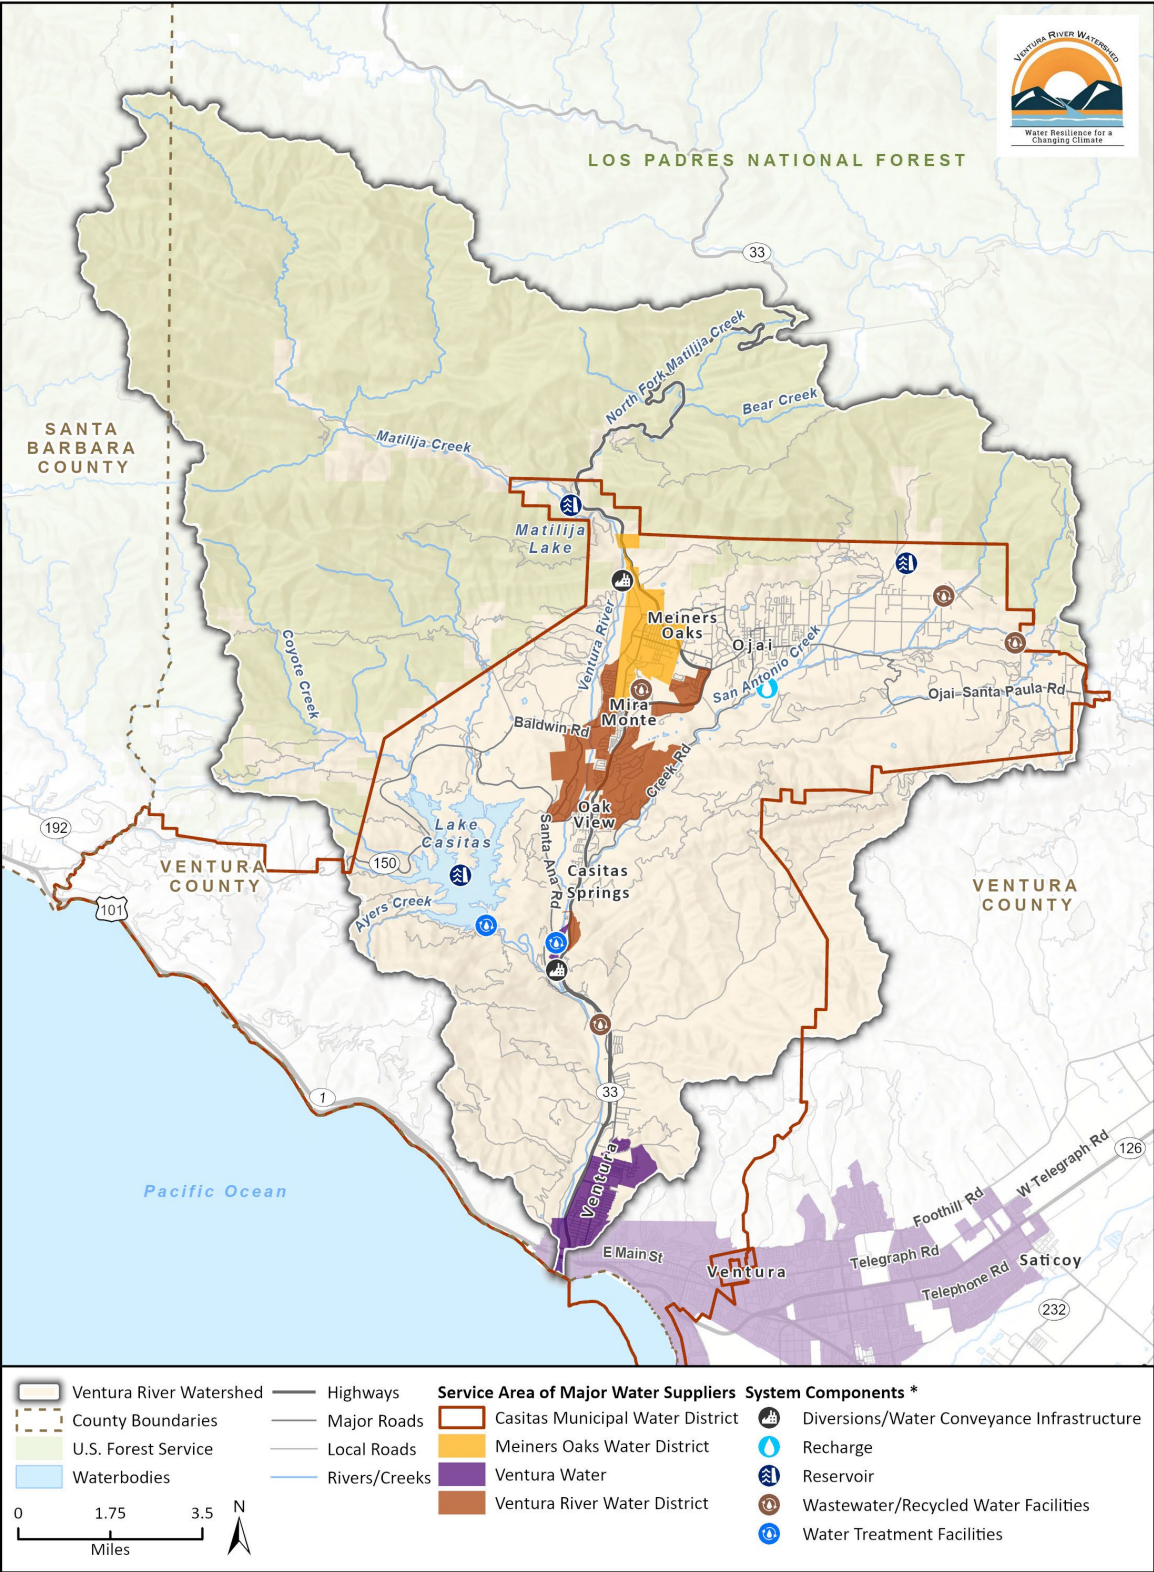 VENTURA RIVER WATERSHED
Water Resilience for a
Changing Climate
LOS PADRES NATIONAL FOREST
33
North Fork Matilija Creek
Bear Creek
SANTA
BARBARA
COUNTY
Matilija Creek
Matilija
Lake
Meiners
Oaks
Ojai
Ventura River
San Antonio Creek
Coyote Creek
Ojai-Santa Paula Rd
Mira
Monte
Baldwin Rd
Creek Rd
Oak
View
Lake
Casitas
Santa Ana Rd
192
150
VENTURA
COUNTY
Casitas
Springs
VENTURA
COUNTY
101
Ayers Creek
33
1
Pacific Ocean
Ventura
126
W Telegraph Rd
Foothill Rd
E Main St
Telegraph Rd
Saticoy
Ventura
Telephone Rd
232
Ventura River Watershed
County Boundaries
U.S. Forest Service
Waterbodies
0 1.75 3.5
Miles
N
Highways
Major Roads
Local Roads
Rivers/Creeks
Service Area of Major Water Suppliers
Casitas Municipal Water District
Meiners Oaks Water District
Ventura Water
Ventura River Water District
System Components *
Diversions/Water Conveyance Infrastructure
Recharge
Reservoir
Wastewater/Recycled Water Facilities
Water Treatment Facilities